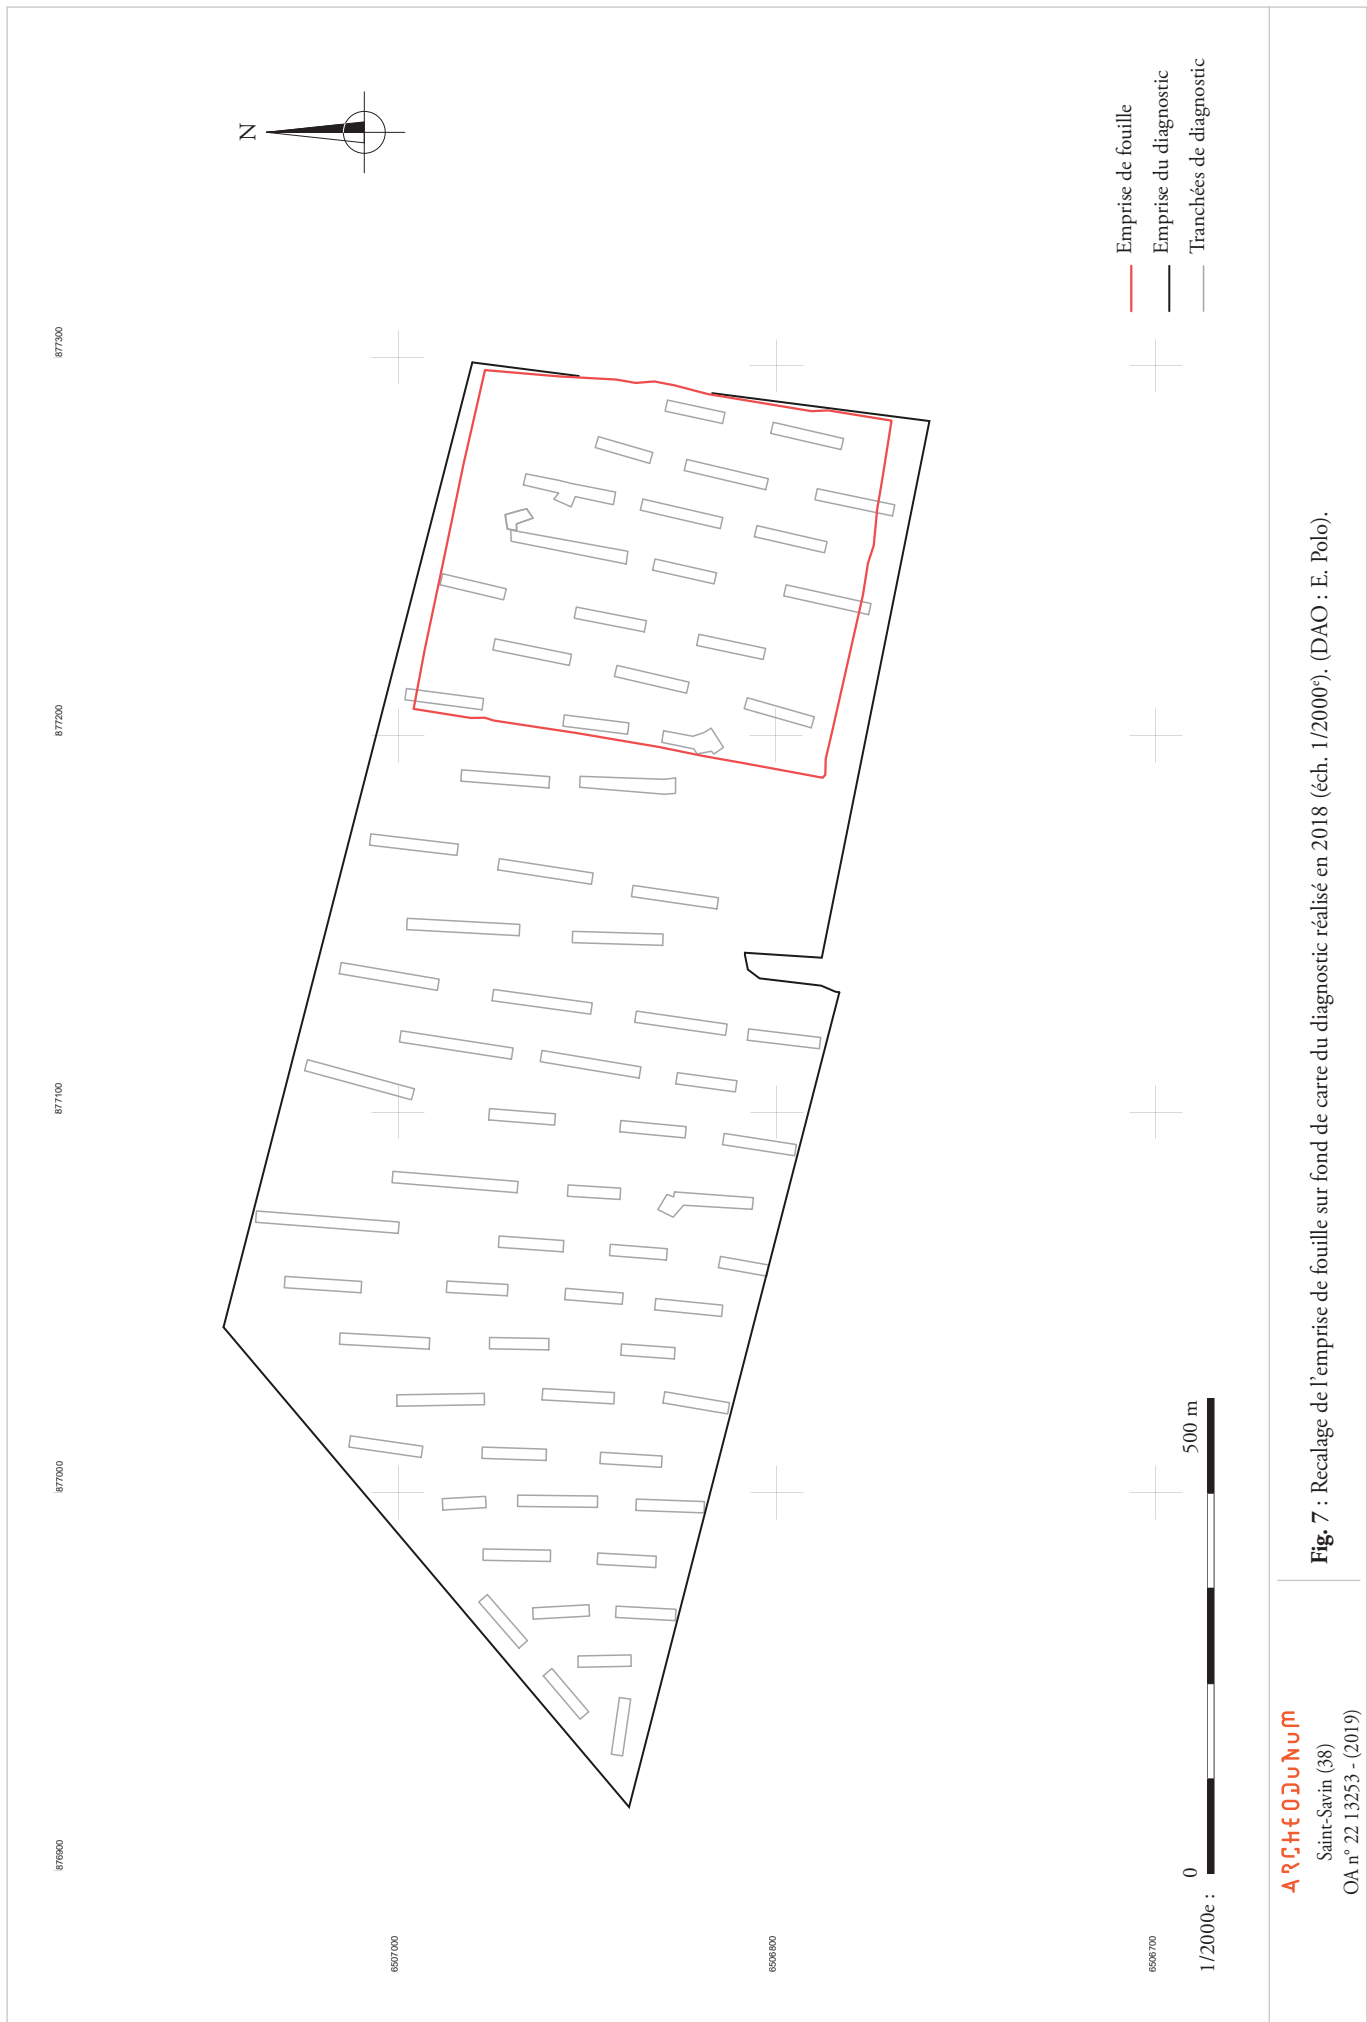 N
Emprise de fouille
Emprise du diagnostic
Tranchées de diagnostic
876900
877000
877100
877200
877300
6507000
6506800
6506700
1/2000e :
0
500 m
ARCHEODUNUM
Saint-Savin (38)
OA n° 22 13253 - (2019)
Fig. 7 : Recalage de l'emprise de fouille sur fond de carte du diagnostic réalisé en 2018 (éch. 1/2000e). (DAO : E. Polo).